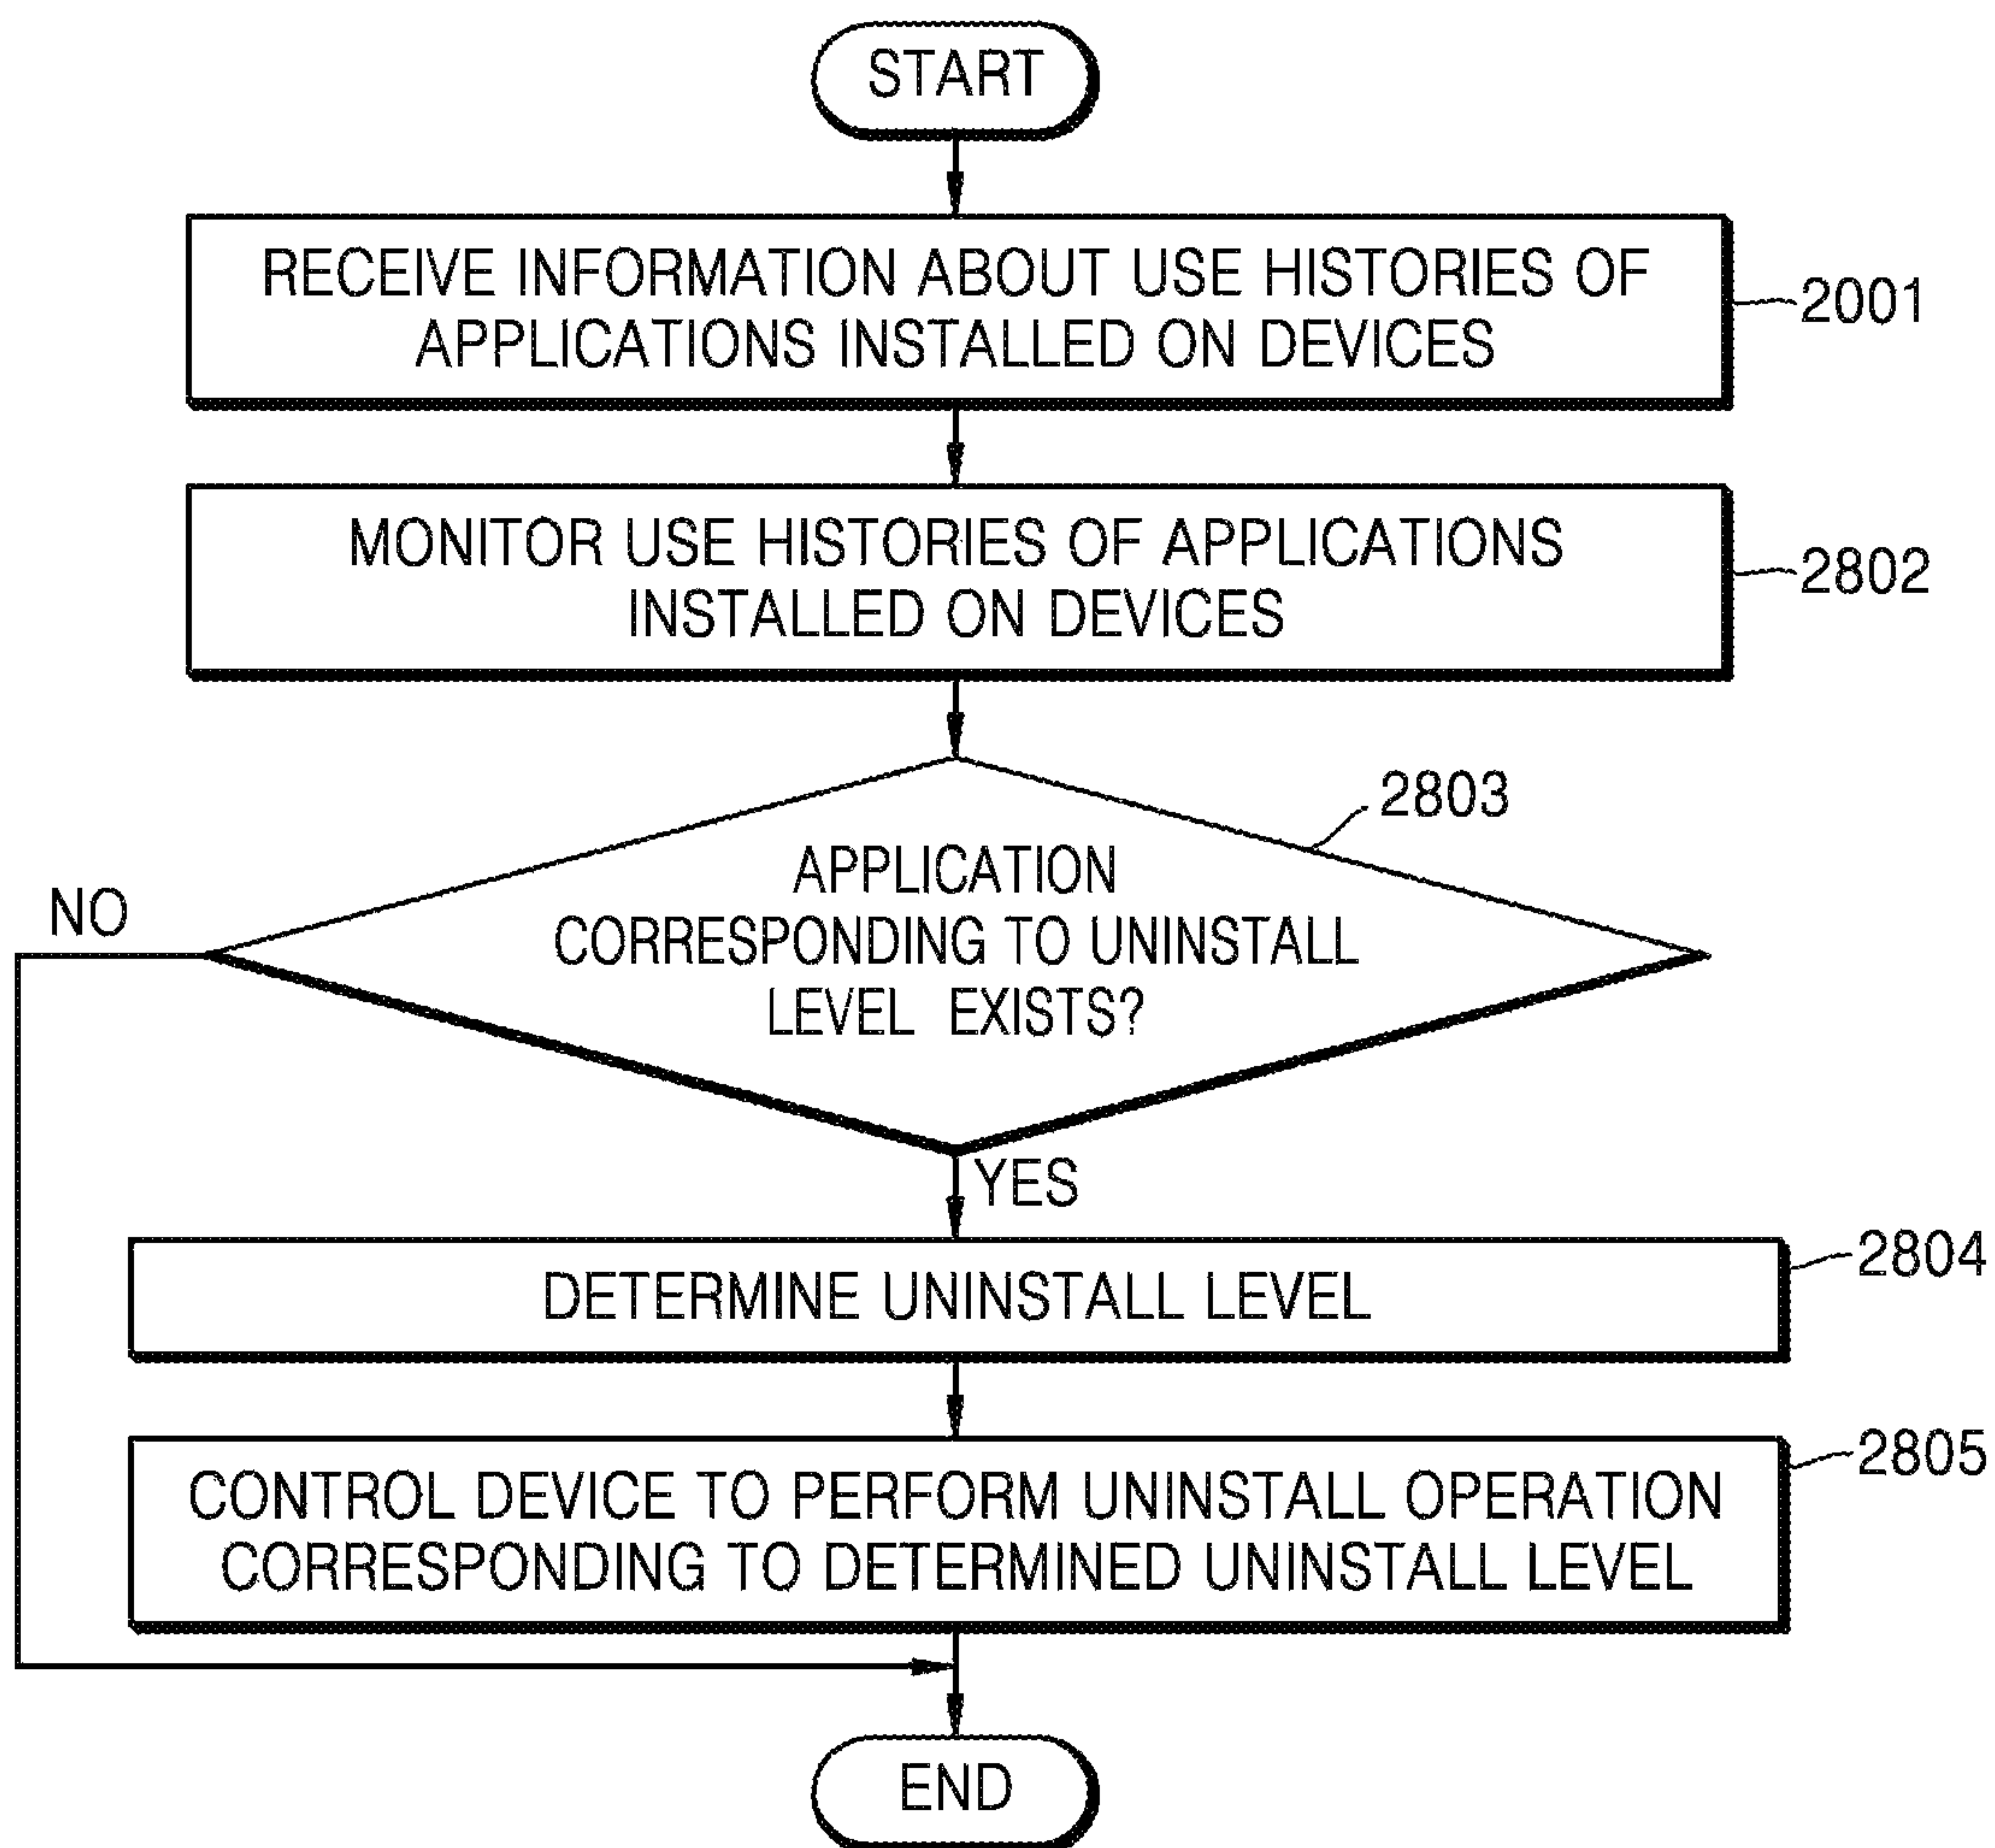 START
RECEIVE INFORMATION ABOUT USE HISTORIES OF
APPLICATIONS INSTALLED ON DEVICES
2001
MONITOR USE HISTORIES OF APPLICATIONS
INSTALLED ON DEVICES
2802
2803
APPLICATION
CORRESPONDING TO UNINSTALL
LEVEL EXISTS?
NO
YES
2804
DETERMINE UNINSTALL LEVEL
2805
CONTROL DEVICE TO PERFORM UNINSTALL OPERATION
CORRESPONDING TO DETERMINED UNINSTALL LEVEL
END